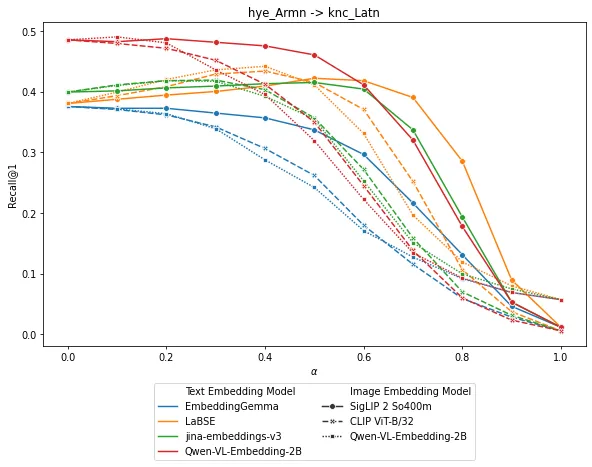 hye_Armn -> knc_Latn
Recall@1
0.5
0.4
0.3
0.2
0.1
0.0
0.0 0.2 0.4 0.6 0.8 1.0
α
Text Embedding Model Image Embedding Model
EmbeddingGemma SigLIP 2 So400m
LaBSE CLIP ViT-B/32
jina-embeddings-v3 Qwen-VL-Embedding-2B
Qwen-VL-Embedding-2B